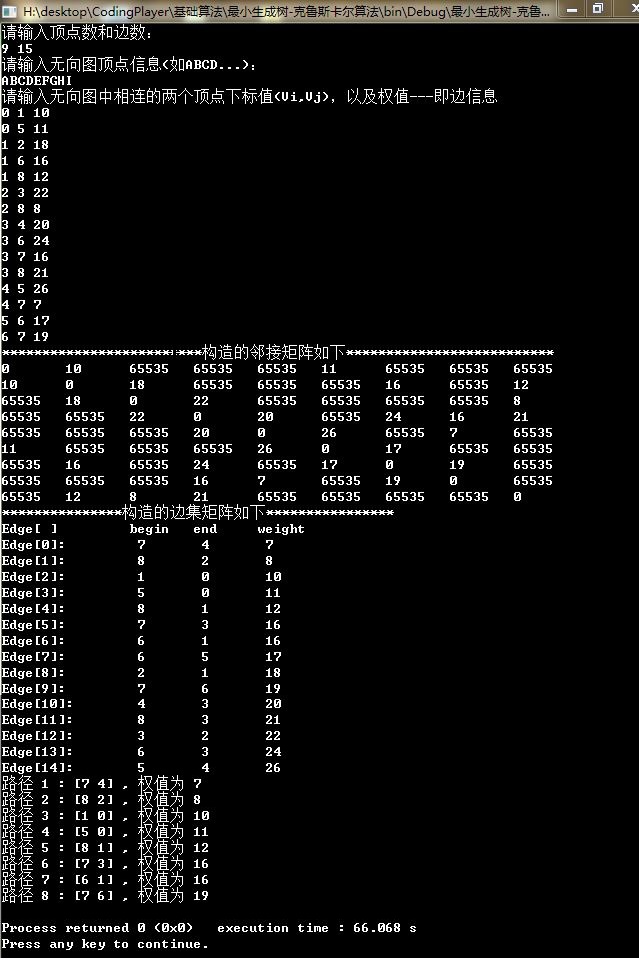 H:\desktop\CodingPlayer\基础算法\最小生成树-克鲁斯卡尔算法\bin\Debug\最小生成树-克鲁...
请输入顶点数和边数：
9 15
请输入无向图顶点信息(如ABCD...)：
ABCDEFGHI
请输入无向图中相连的两个顶点下标值(Vi,Vj)，以及权值---即边信息
0 1 10
0 5 11
1 2 18
1 6 16
1 8 12
2 3 22
2 8 8
3 4 20
3 6 24
3 7 16
3 8 21
4 5 26
4 7 7
5 6 17
6 7 19
*************************构造的邻接矩阵如下**************************
0 10 65535 65535 65535 11 65535 65535 65535
10 0 18 65535 65535 65535 16 65535 12
65535 18 0 22 65535 65535 65535 65535 8
65535 65535 22 0 20 65535 24 16 21
65535 65535 65535 20 0 26 65535 7 65535
11 65535 65535 65535 26 0 17 65535 65535
65535 16 65535 24 65535 17 0 19 65535
65535 65535 65535 16 7 65535 19 0 65535
65535 12 8 21 65535 65535 65535 65535 0
***************构造的边集矩阵如下****************
Edge[ ] begin end weight
Edge[0]: 7 4 7
Edge[1]: 8 2 8
Edge[2]: 1 0 10
Edge[3]: 5 0 11
Edge[4]: 8 1 12
Edge[5]: 7 3 16
Edge[6]: 6 1 16
Edge[7]: 6 5 17
Edge[8]: 2 1 18
Edge[9]: 7 6 19
Edge[10]: 4 3 20
Edge[11]: 8 3 21
Edge[12]: 3 2 22
Edge[13]: 6 3 24
Edge[14]: 5 4 26
路径 1 : [7 4] , 权值为 7
路径 2 : [8 2] , 权值为 8
路径 3 : [1 0] , 权值为 10
路径 4 : [5 0] , 权值为 11
路径 5 : [8 1] , 权值为 12
路径 6 : [7 3] , 权值为 16
路径 7 : [6 1] , 权值为 16
路径 8 : [7 6] , 权值为 19
Process returned 0 (0x0) execution time : 66.068 s
Press any key to continue.